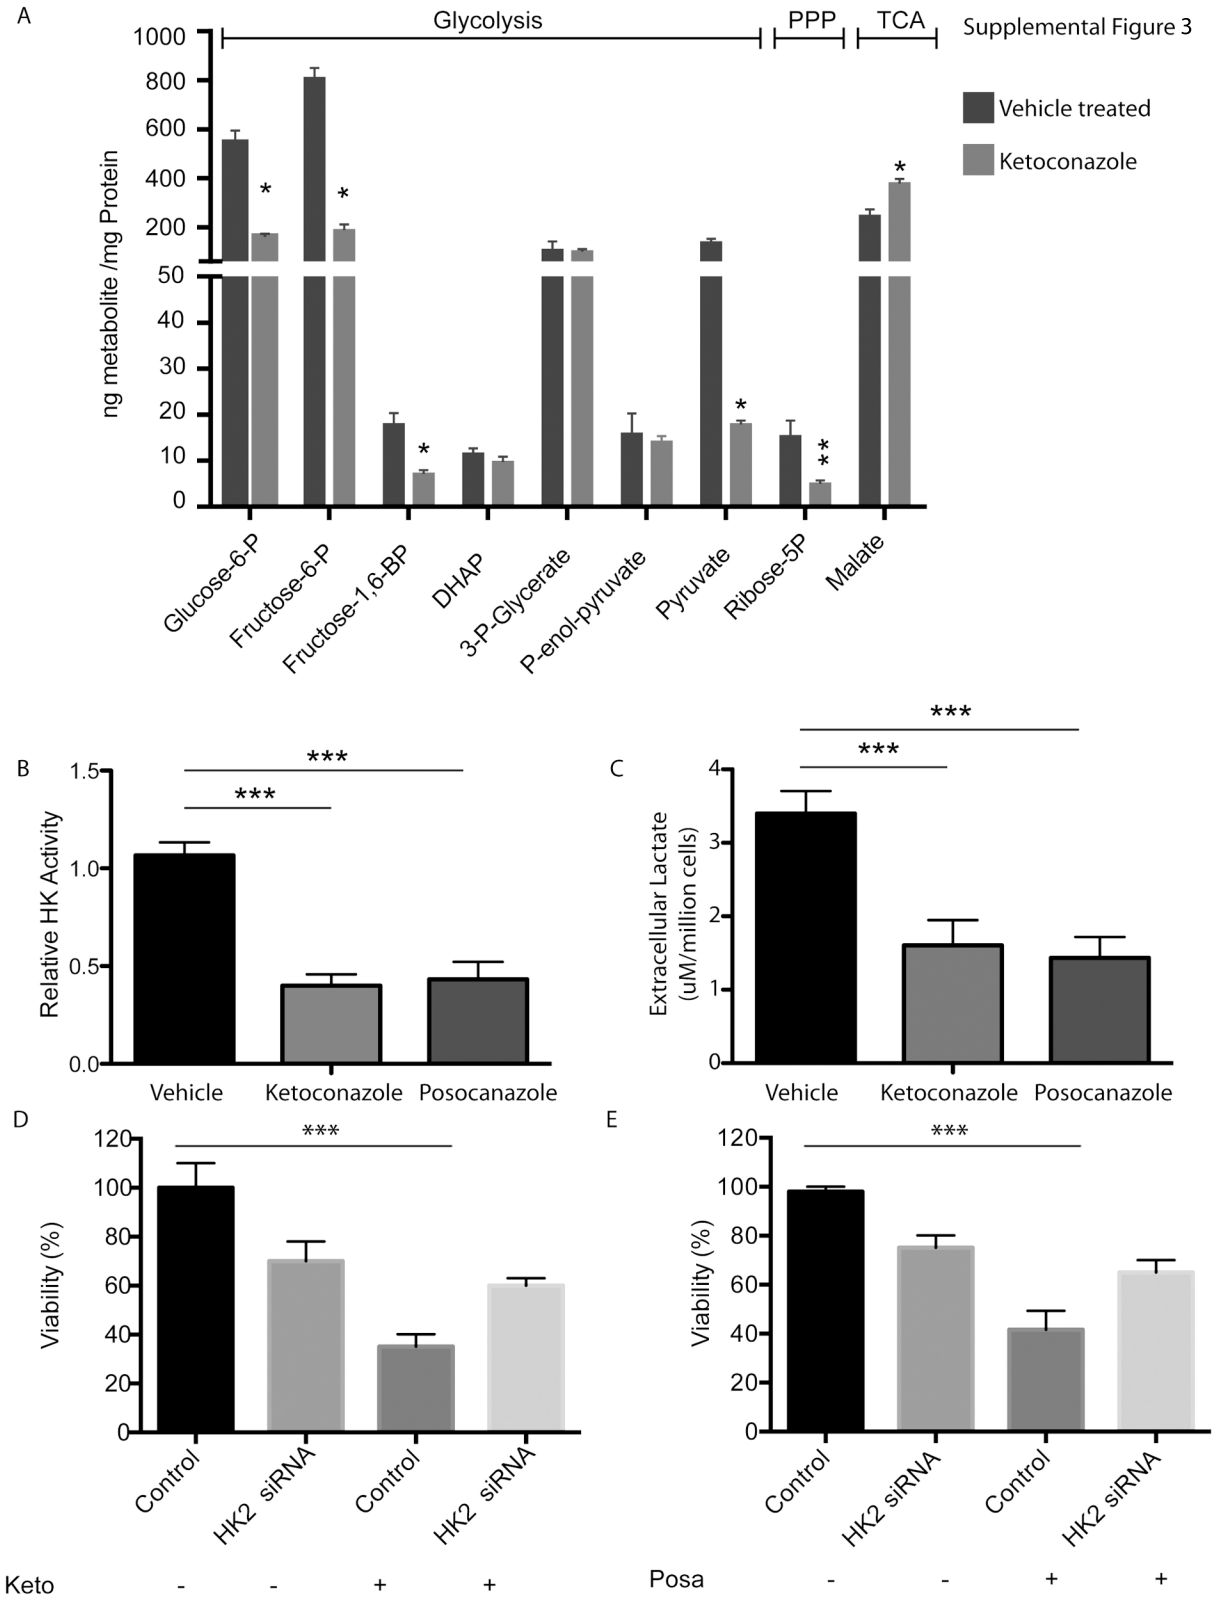 A
Glycolysis
PPP
TCA
Supplemental Figure 3
Vehicle treated
Ketoconazole
ng metabolite /mg Protein
1000
800
600
400
200
50
40
30
20
10
0
*
*
*
*
**
*
Glucose-6-P
Fructose-6-P
Fructose-1,6-BP
DHAP
3-P-Glycerate
P-enol-pyruvate
Pyruvate
Ribose-5P
Malate
B
***
***
Relative HK Activity
1.5
1.0
0.5
0.0
Vehicle
Ketoconazole
Posocanazole
C
***
***
Extracellular Lactate
(uM/million cells)
4
3
2
1
0
Vehicle
Ketoconazole
Posocanazole
D
***
Viability (%)
120
100
80
60
40
20
0
Control
HK2 siRNA
Control
HK2 siRNA
Keto - - + +
E
***
Viability (%)
120
100
80
60
40
20
0
Control
HK2 siRNA
Control
HK2 siRNA
Posa - - + +